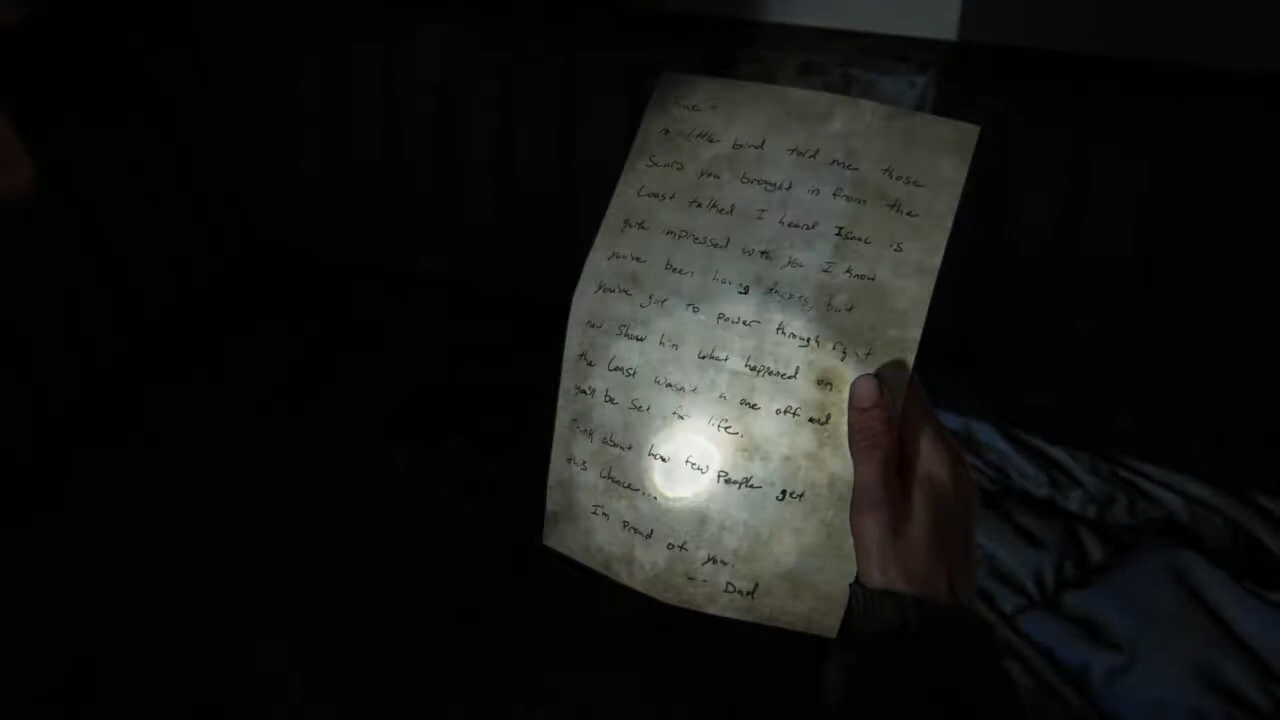 A little bird told me those
Scars you brought in from the
Coast talked I heard Isaac is
quite impressed with you I know
you've been having doubts, but
you've got to power through right
now Show him what happened on
the Coast wasn't a one off and
you'll be set for life.
Think about how few people get
this chance...
I'm proud of you.
-- Dad